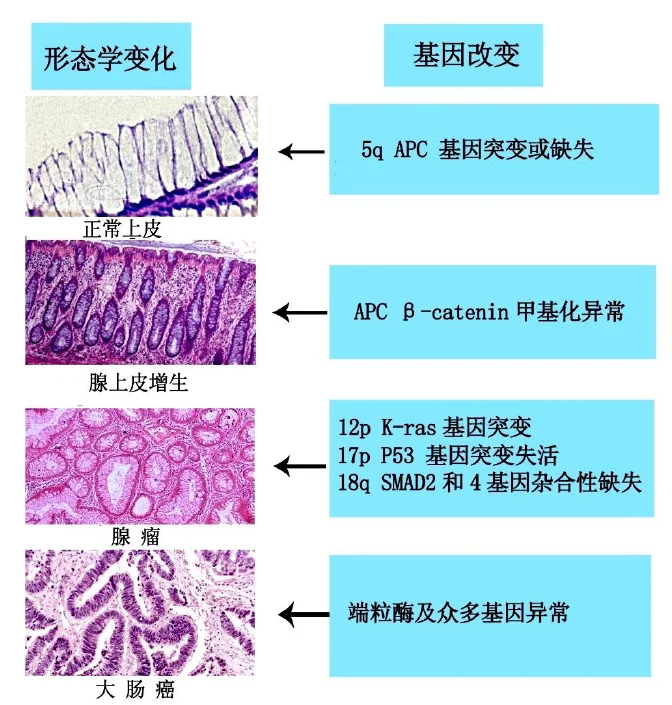 形态学变化
基因改变
5q APC 基因突变或缺失
正常上皮
APC β-catenin 甲基化异常
腺上皮增生
12p K-ras基因突变
17p P53 基因突变失活
18q SMAD2 和 4基因杂合性缺失
腺 瘤
端粒酶及众多基因异常
大 肠 癌